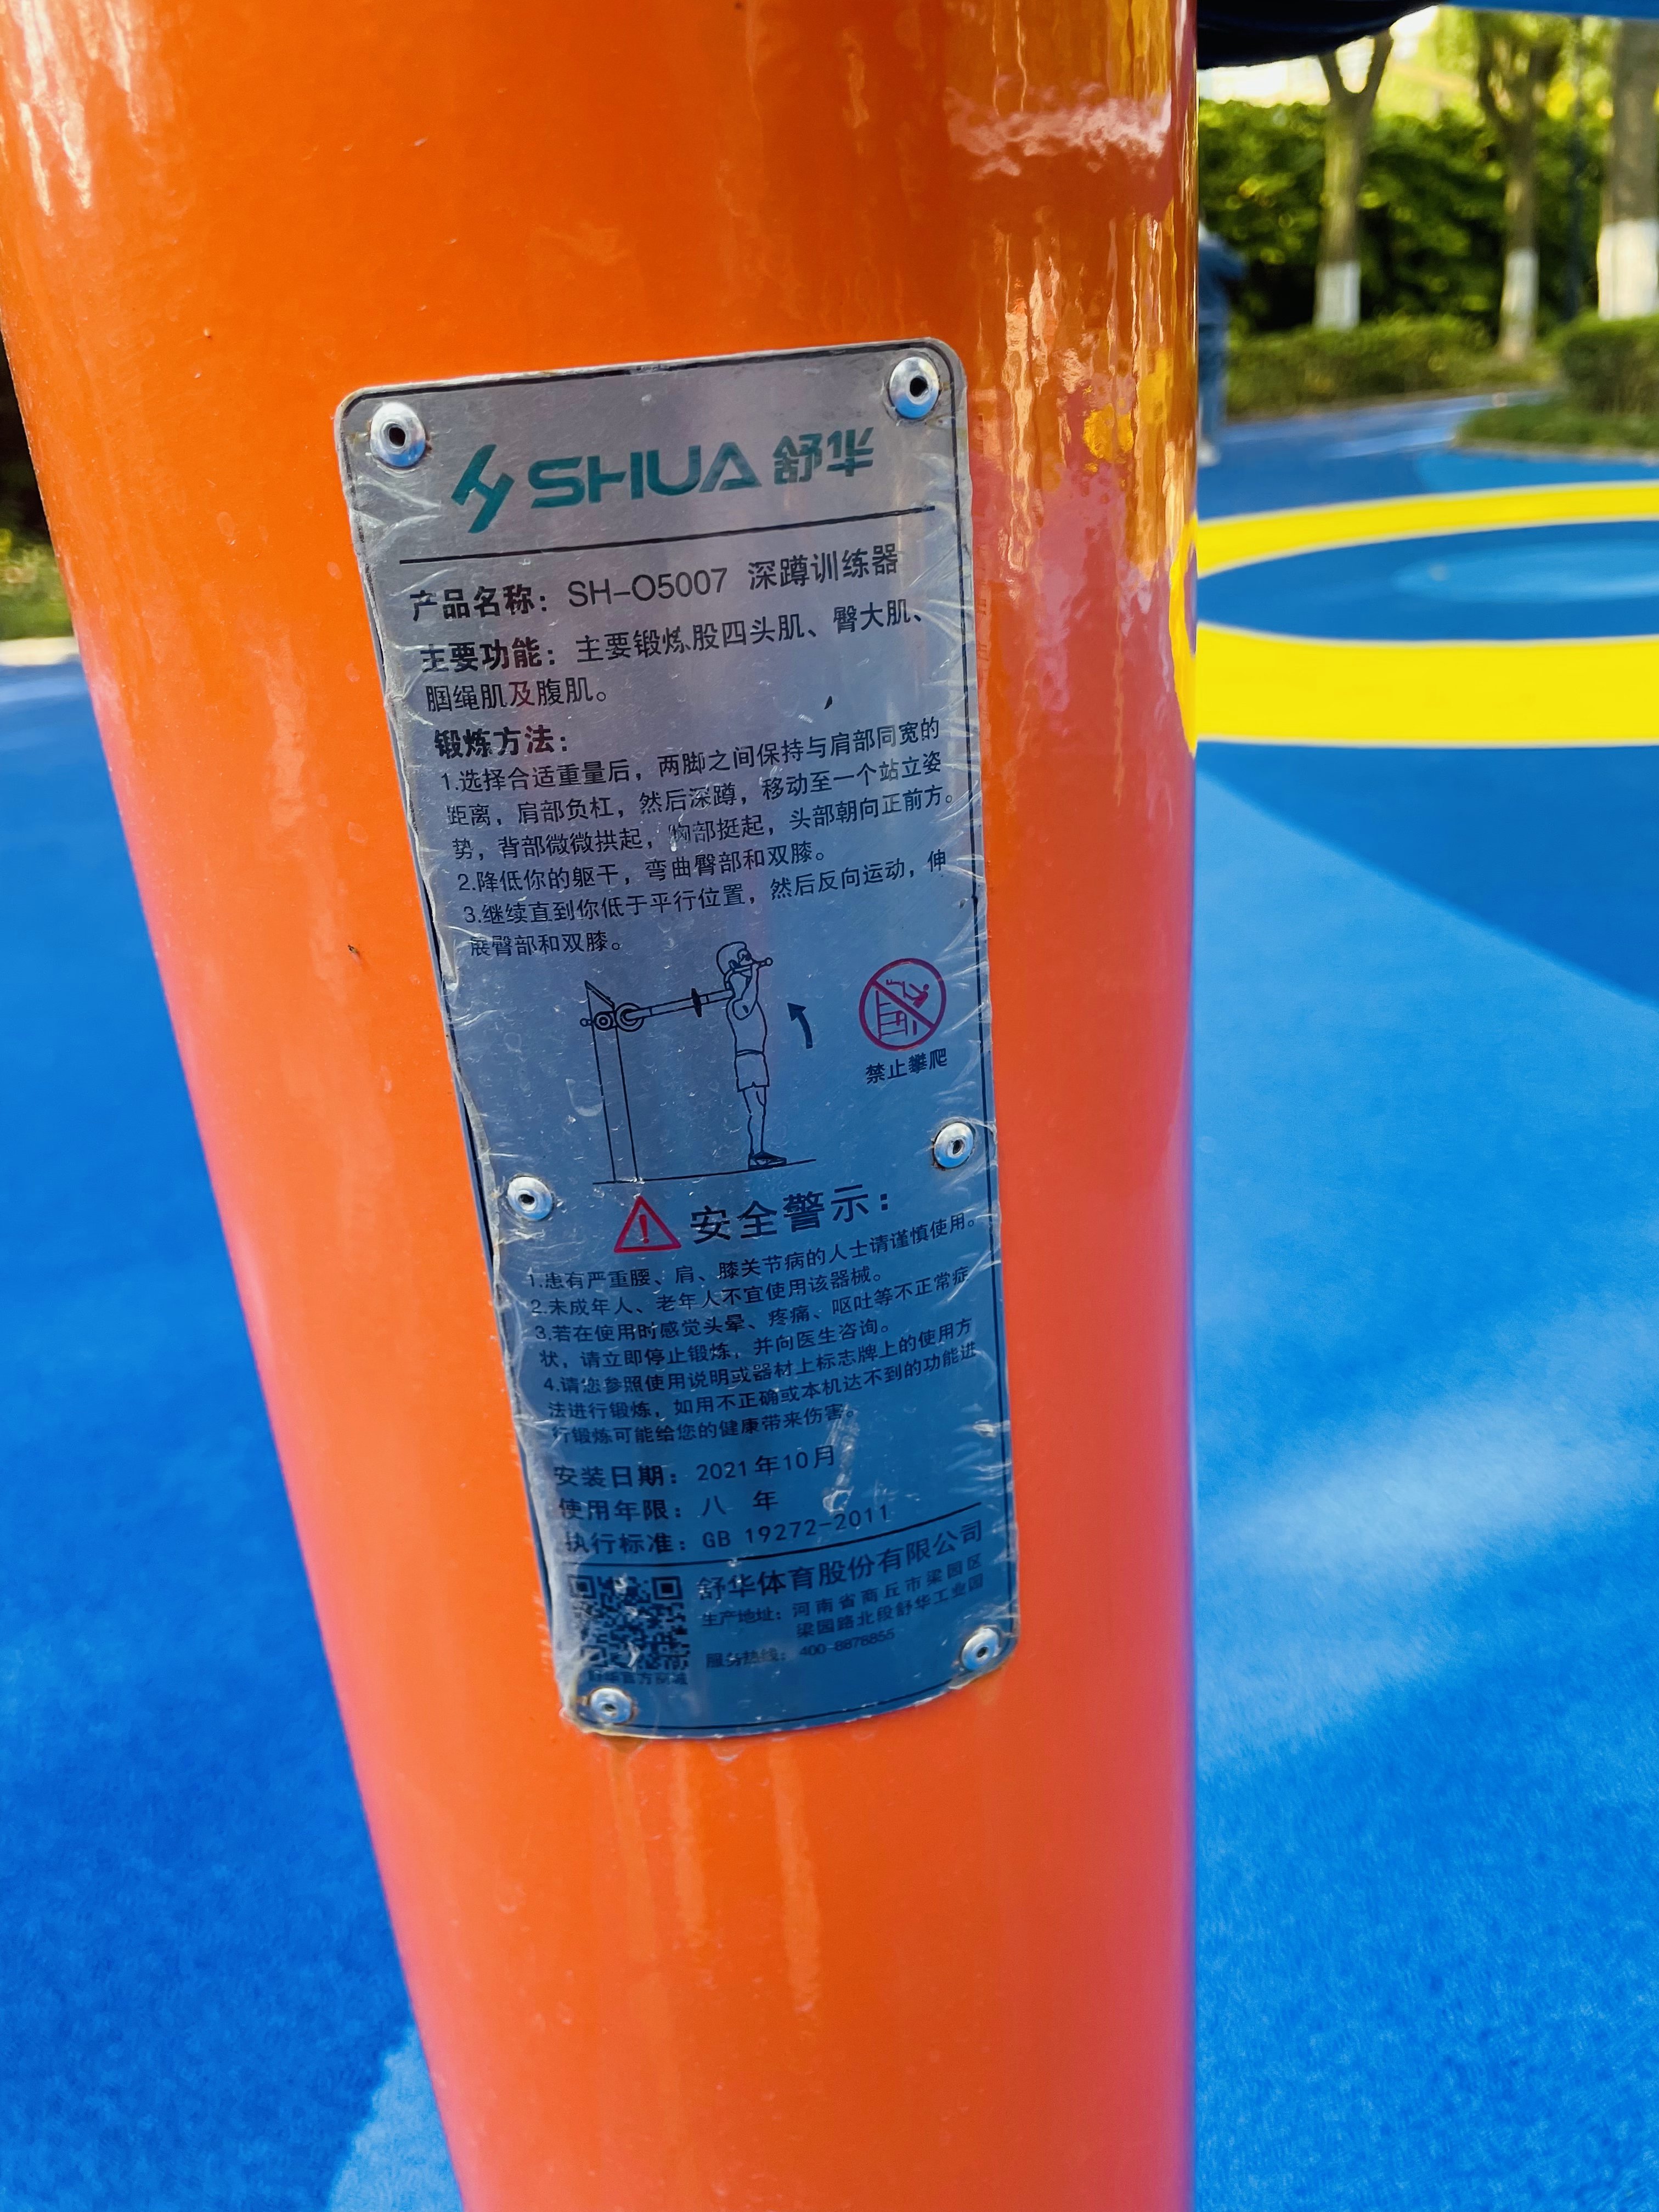 SHUA 舒华
产品名称：SH-O5007 深蹲训练器
主要功能：主要锻炼股四头肌、臀大肌、
腘绳肌及腹肌。
锻炼方法：
1.选择合适重量后，两脚之间保持与肩部同宽的
距离，肩部负杠，然后深蹲，移动至一个站立姿
势，背部微微拱起，胸部挺起，头部朝向正前方。
2.降低你的躯干，弯曲臀部和双膝。
3.继续直到你低于平行位置，然后反向运动，伸
展臀部和双膝。
禁止攀爬
安全警示：
1.患有严重腰、肩、膝关节病的人士请谨慎使用。
2.未成年人、老年人不宜使用该器械。
3.若在使用时感觉头晕、疼痛、呕吐等不正常症
状，请立即停止锻炼，并向医生咨询。
4.请您参照使用说明或器材上标志牌上的使用方
法进行锻炼，如用不正确或本机达不到的功能进
行锻炼可能给您的健康带来伤害。
安装日期：2021年10月
使用年限：八 年
执行标准：GB 19272-2011
舒华体育股份有限公司
生产地址：河南省商丘市梁园区
梁园路北段舒华工业园
服务热线：400-8878855
舒华官方商城